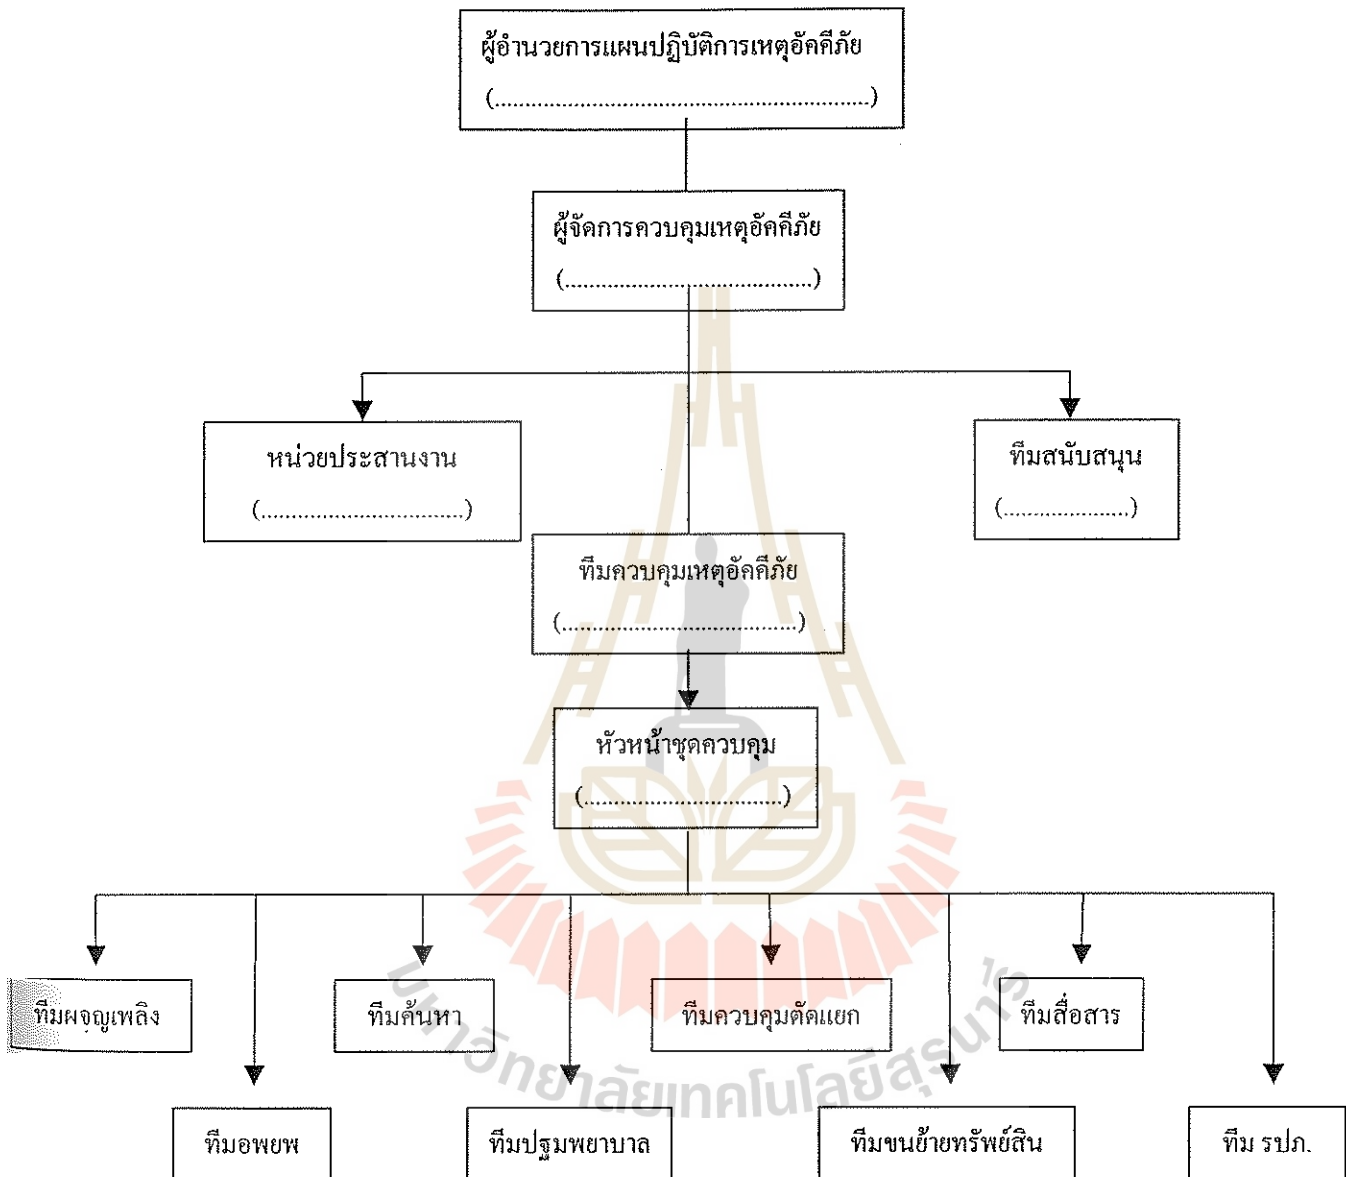 ผู้อำนวยการแผนปฏิบัติการเหตุอัคคีภัย
(..............................................................)
ผู้จัดการควบคุมเหตุอัคคีภัย
(.........................................)
หน่วยประสานงาน
(..................................)
ทีมสนับสนุน
(.....................)
ทีมควบคุมเหตุอัคคีภัย
(.......................................)
หัวหน้าชุดควบคุม
(.................................)
ทีมผจญเพลิง
ทีมค้นหา
ทีมควบคุมตัดแยก
ทีมสื่อสาร
ทีมอพยพ
ทีมปฐมพยาบาล
ทีมขนย้ายทรัพย์สิน
ทีม รปภ.
มหาวิทยาลัยเทคโนโลยีสุรนารี